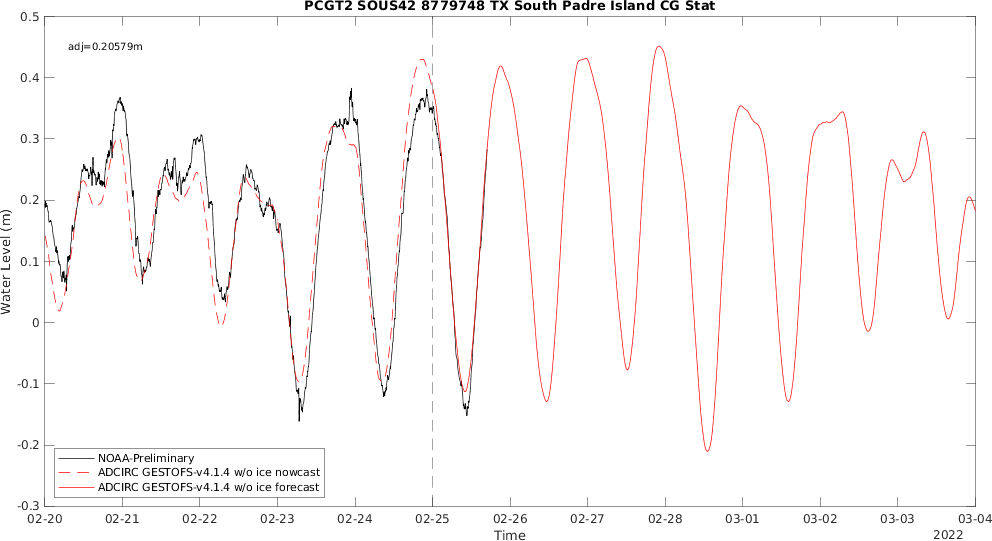 PCGT2 SOUS42 8779748 TX South Padre Island CG Stat
adj=0.20579m
0.5
0.4
0.3
0.2
0.1
0
-0.1
-0.2
-0.3
Water Level (m)
NOAA-Preliminary
ADCIRC GESTOFS-v4.1.4 w/o ice nowcast
ADCIRC GESTOFS-v4.1.4 w/o ice forecast
02-20 02-21 02-22 02-23 02-24 02-25 02-26 02-27 02-28 03-01 03-02 03-03 03-04
Time
2022